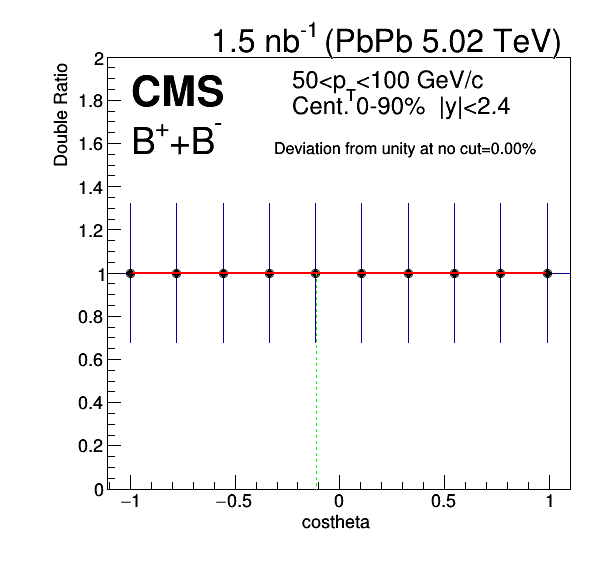 1.5 nb-1 (PbPb 5.02 TeV)
CMS
50<pT<100 GeV/c
Cent. 0-90% |y|<2.4
B++B-
Deviation from unity at no cut=0.00%
Double Ratio
2
1.8
1.6
1.4
1.2
1
0.8
0.6
0.4
0.2
0
−1 −0.5 0 0.5 1
costheta